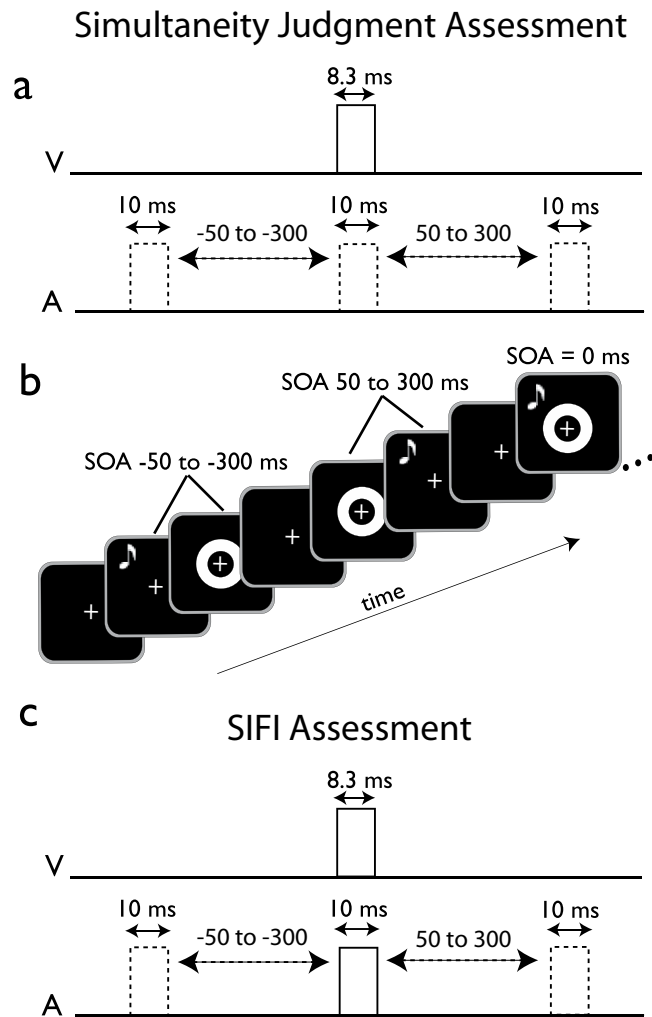 Simultaneity Judgment Assessment
a
8.3 ms
V
10 ms 10 ms 10 ms
-50 to -300 50 to 300
A
b
SOA = 0 ms
SOA 50 to 300 ms
SOA -50 to -300 ms
time
c
SIFI Assessment
8.3 ms
V
10 ms 10 ms 10 ms
-50 to -300 50 to 300
A